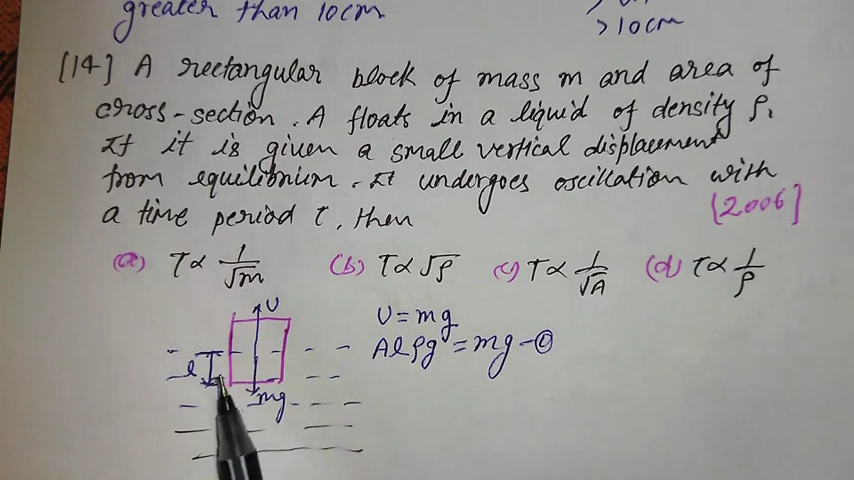 greater than 10cm
>10cm
[14] A rectangular block of mass m and area of
cross-section. A floats in a liquid of density ρ.
If it is given a small vertical displacement
from equilibrium. It undergoes oscillation with
a time period T, then
[2006]
(a) T∝ 1/√m (b) T∝√ρ (c) T∝ 1/√A (d) T∝ 1/ρ
U
U = mg
Alρg = mg -①
l
mg